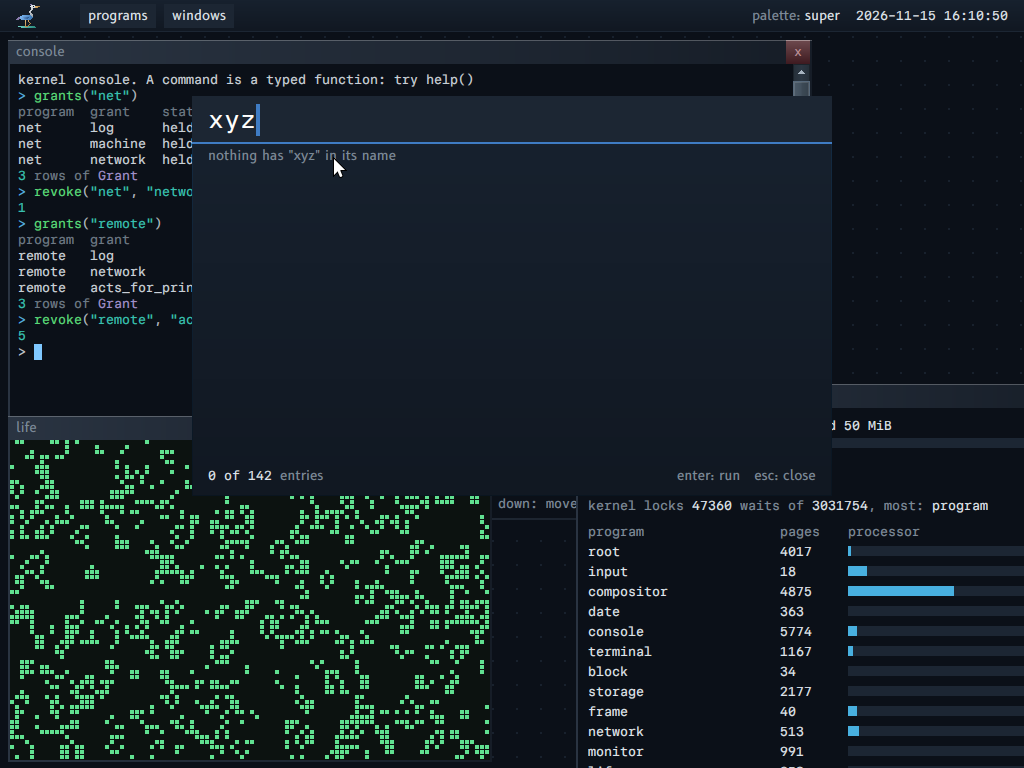 programs windows palette: super 2026-11-15 16:10:50
console x
kernel console. A command is a typed function: try help()
> grants("net")
program grant stat
net log held
net machine held
net network held
3 rows of Grant
> revoke("net", "netwo
1
> grants("remote")
program grant
remote log
remote network
remote acts_for_prin
3 rows of Grant
> revoke("remote", "ac
5
>
xyz
nothing has "xyz" in its name
0 of 142 entries enter: run esc: close
life
down: move
d 50 MiB
kernel locks 47360 waits of 3031754, most: program
program pages processor
root 4017
input 18
compositor 4875
date 363
console 5774
terminal 1167
block 34
storage 2177
frame 40
network 513
monitor 991